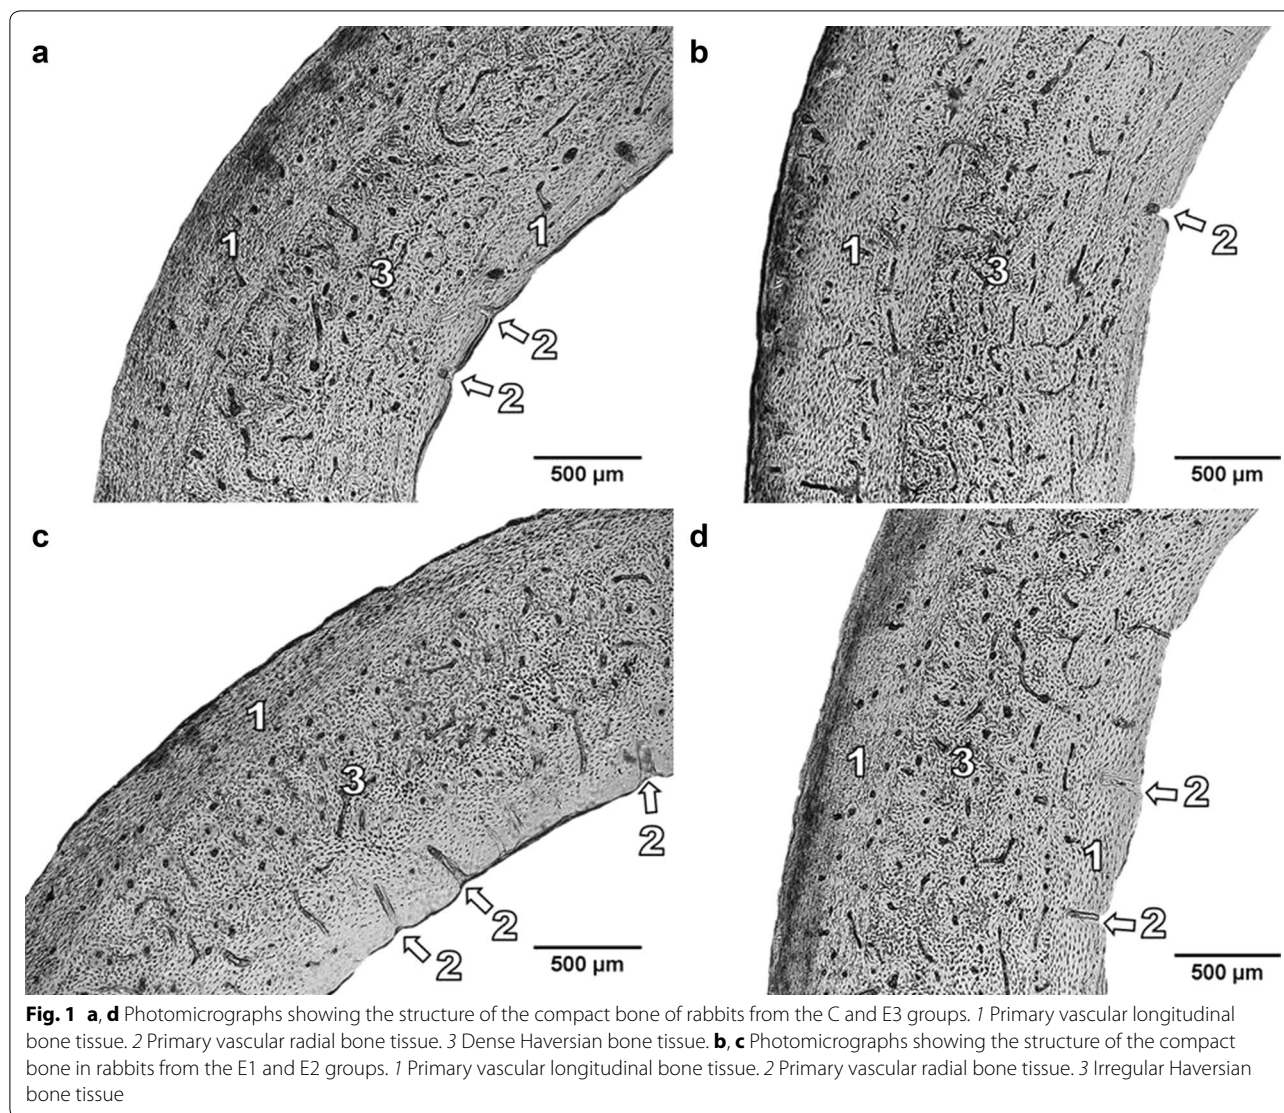 a
1
1
3
2
2
500 µm
b
1
3
2
500 µm
c
1
3
2
2
2
500 µm
d
1
3
2
1
2
500 µm
Fig. 1 a, d Photomicrographs showing the structure of the compact bone of rabbits from the C and E3 groups. 1 Primary vascular longitudinal
bone tissue. 2 Primary vascular radial bone tissue. 3 Dense Haversian bone tissue. b, c Photomicrographs showing the structure of the compact
bone in rabbits from the E1 and E2 groups. 1 Primary vascular longitudinal bone tissue. 2 Primary vascular radial bone tissue. 3 Irregular Haversian
bone tissue